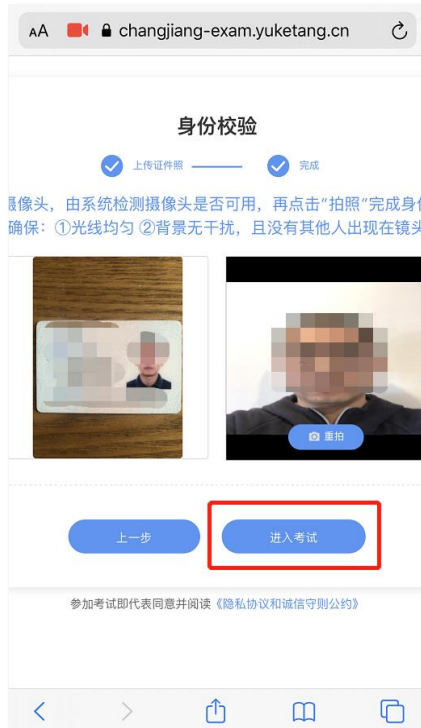 AA changjiang-exam.yuketang.cn
身份校验
上传证件照 完成
摄像头，由系统检测摄像头是否可用，再点击“拍照”完成身份
确保：①光线均匀 ②背景无干扰，且没有其他人出现在镜头
重拍
上一步 进入考试
参加考试即代表同意并阅读《隐私协议和诚信守则公约》